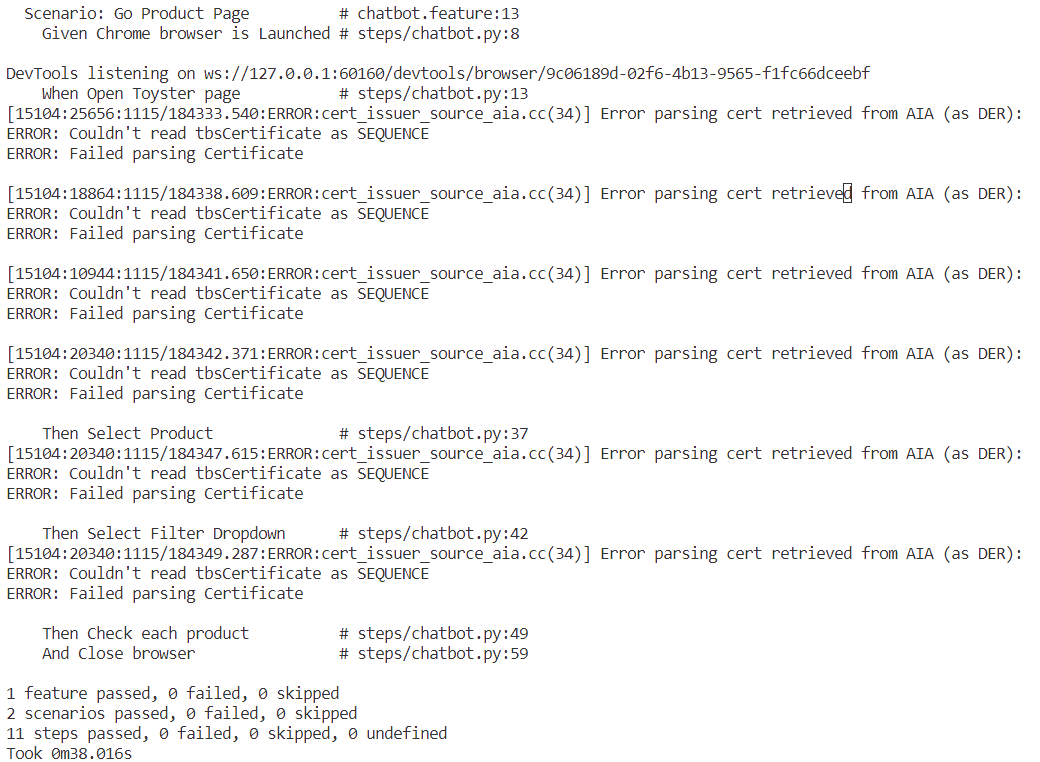 Scenario: Go Product Page # chatbot.feature:13
Given Chrome browser is Launched # steps/chatbot.py:8
DevTools listening on ws://127.0.0.1:60160/devtools/browser/9c06189d-02f6-4b13-9565-f1fc66dceebf
When Open Toyster page # steps/chatbot.py:13
[15104:25656:1115/184333.540:ERROR:cert_issuer_source_aia.cc(34)] Error parsing cert retrieved from AIA (as DER):
ERROR: Couldn't read tbsCertificate as SEQUENCE
ERROR: Failed parsing Certificate
[15104:18864:1115/184338.609:ERROR:cert_issuer_source_aia.cc(34)] Error parsing cert retrieved from AIA (as DER):
ERROR: Couldn't read tbsCertificate as SEQUENCE
ERROR: Failed parsing Certificate
[15104:10944:1115/184341.650:ERROR:cert_issuer_source_aia.cc(34)] Error parsing cert retrieved from AIA (as DER):
ERROR: Couldn't read tbsCertificate as SEQUENCE
ERROR: Failed parsing Certificate
[15104:20340:1115/184342.371:ERROR:cert_issuer_source_aia.cc(34)] Error parsing cert retrieved from AIA (as DER):
ERROR: Couldn't read tbsCertificate as SEQUENCE
ERROR: Failed parsing Certificate
Then Select Product # steps/chatbot.py:37
[15104:20340:1115/184347.615:ERROR:cert_issuer_source_aia.cc(34)] Error parsing cert retrieved from AIA (as DER):
ERROR: Couldn't read tbsCertificate as SEQUENCE
ERROR: Failed parsing Certificate
Then Select Filter Dropdown # steps/chatbot.py:42
[15104:20340:1115/184349.287:ERROR:cert_issuer_source_aia.cc(34)] Error parsing cert retrieved from AIA (as DER):
ERROR: Couldn't read tbsCertificate as SEQUENCE
ERROR: Failed parsing Certificate
Then Check each product # steps/chatbot.py:49
And Close browser # steps/chatbot.py:59
1 feature passed, 0 failed, 0 skipped
2 scenarios passed, 0 failed, 0 skipped
11 steps passed, 0 failed, 0 skipped, 0 undefined
Took 0m38.016s